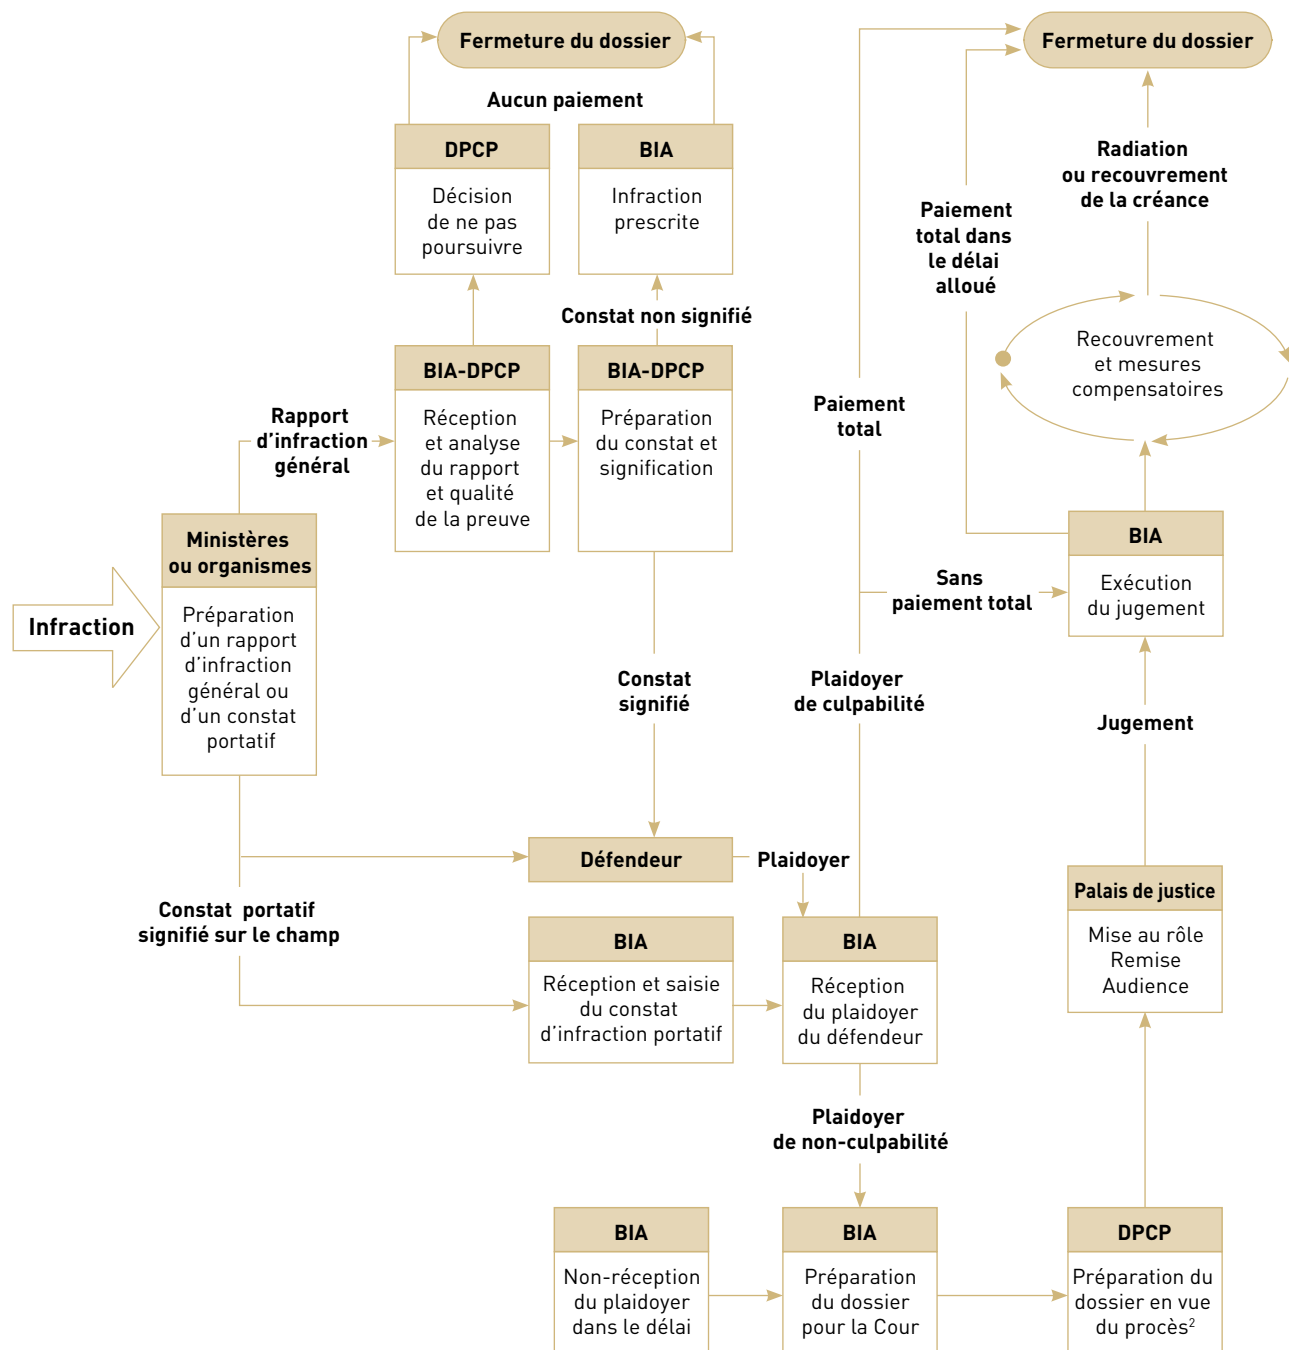 Fermeture du dossier
Fermeture du dossier
Aucun paiement
DPCP
Décision
de ne pas
poursuivre
BIA
Infraction
prescrite
Radiation
ou recouvrement
de la créance
Paiement
total dans
le délai
alloué
Constat non signifié
Recouvrement
et mesures
compensatoires
Rapport
d’infraction
général
BIA-DPCP
Réception
et analyse
du rapport
et qualité
de la preuve
BIA-DPCP
Préparation
du constat et
signification
Paiement
total
Infraction
Ministères
ou organismes
Préparation
d’un rapport
d’infraction
général ou
d’un constat
portatif
Sans
paiement total
BIA
Exécution
du jugement
Constat
signifié
Plaidoyer
de culpabilité
Jugement
Défendeur
Plaidoyer
Constat portatif
signifié sur le champ
BIA
Réception et saisie
du constat
d’infraction portatif
BIA
Réception
du plaidoyer
du défendeur
Palais de justice
Mise au rôle
Remise
Audience
Plaidoyer
de non-culpabilité
BIA
Non-réception
du plaidoyer
dans le délai
BIA
Préparation
du dossier
pour la Cour
DPCP
Préparation du
dossier en vue
du procès²